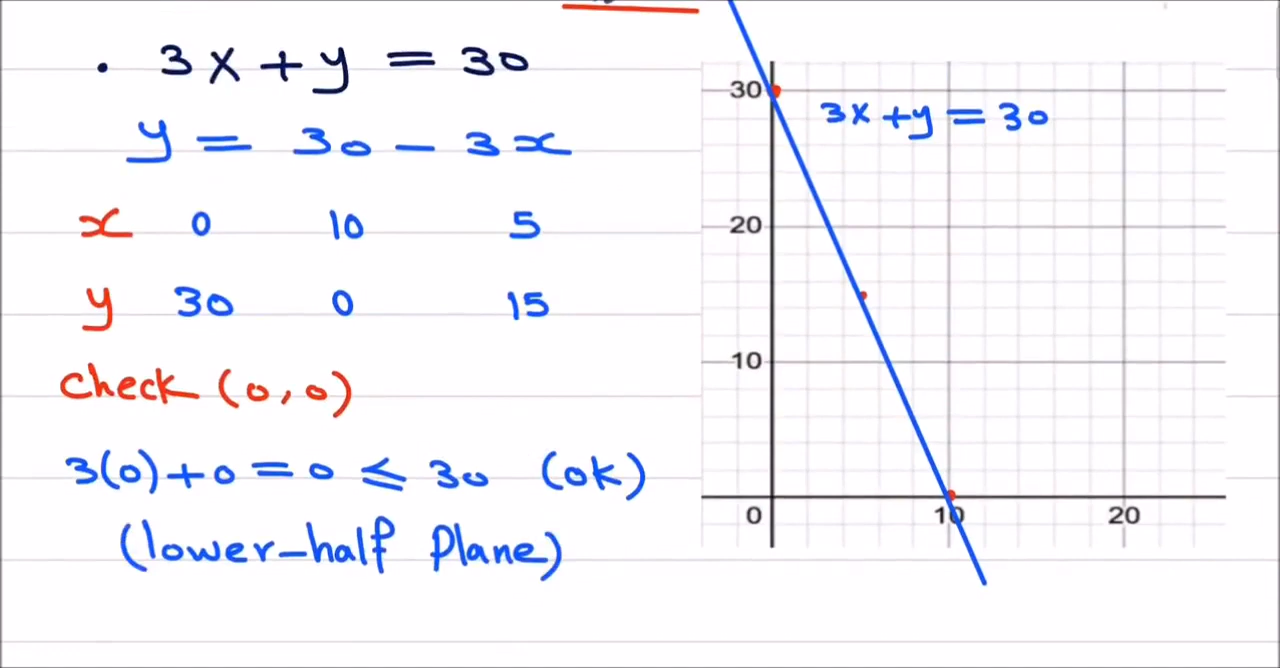 . 3x + y = 30
y = 30 - 3x
x 0 10 5
y 30 0 15
check (0,0)
3(0) + 0 = 0 ≤ 30 (ok)
(lower-half plane)
30
3x + y = 30
20
10
0 10 20